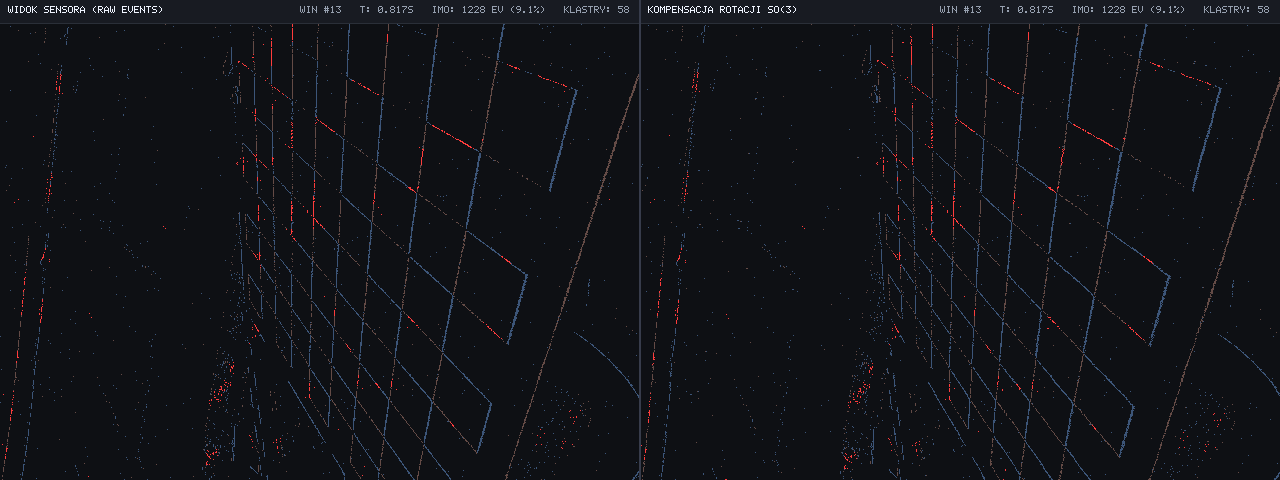 WIDOK SENSORA (RAW EVENTS) WIN #13 T: 0.817S IMO: 1228 EV (9.1%) KLASTRY: 58
KOMPENSACJA ROTACJI SO(3) WIN #13 T: 0.817S IMO: 1228 EV (9.1%) KLASTRY: 58